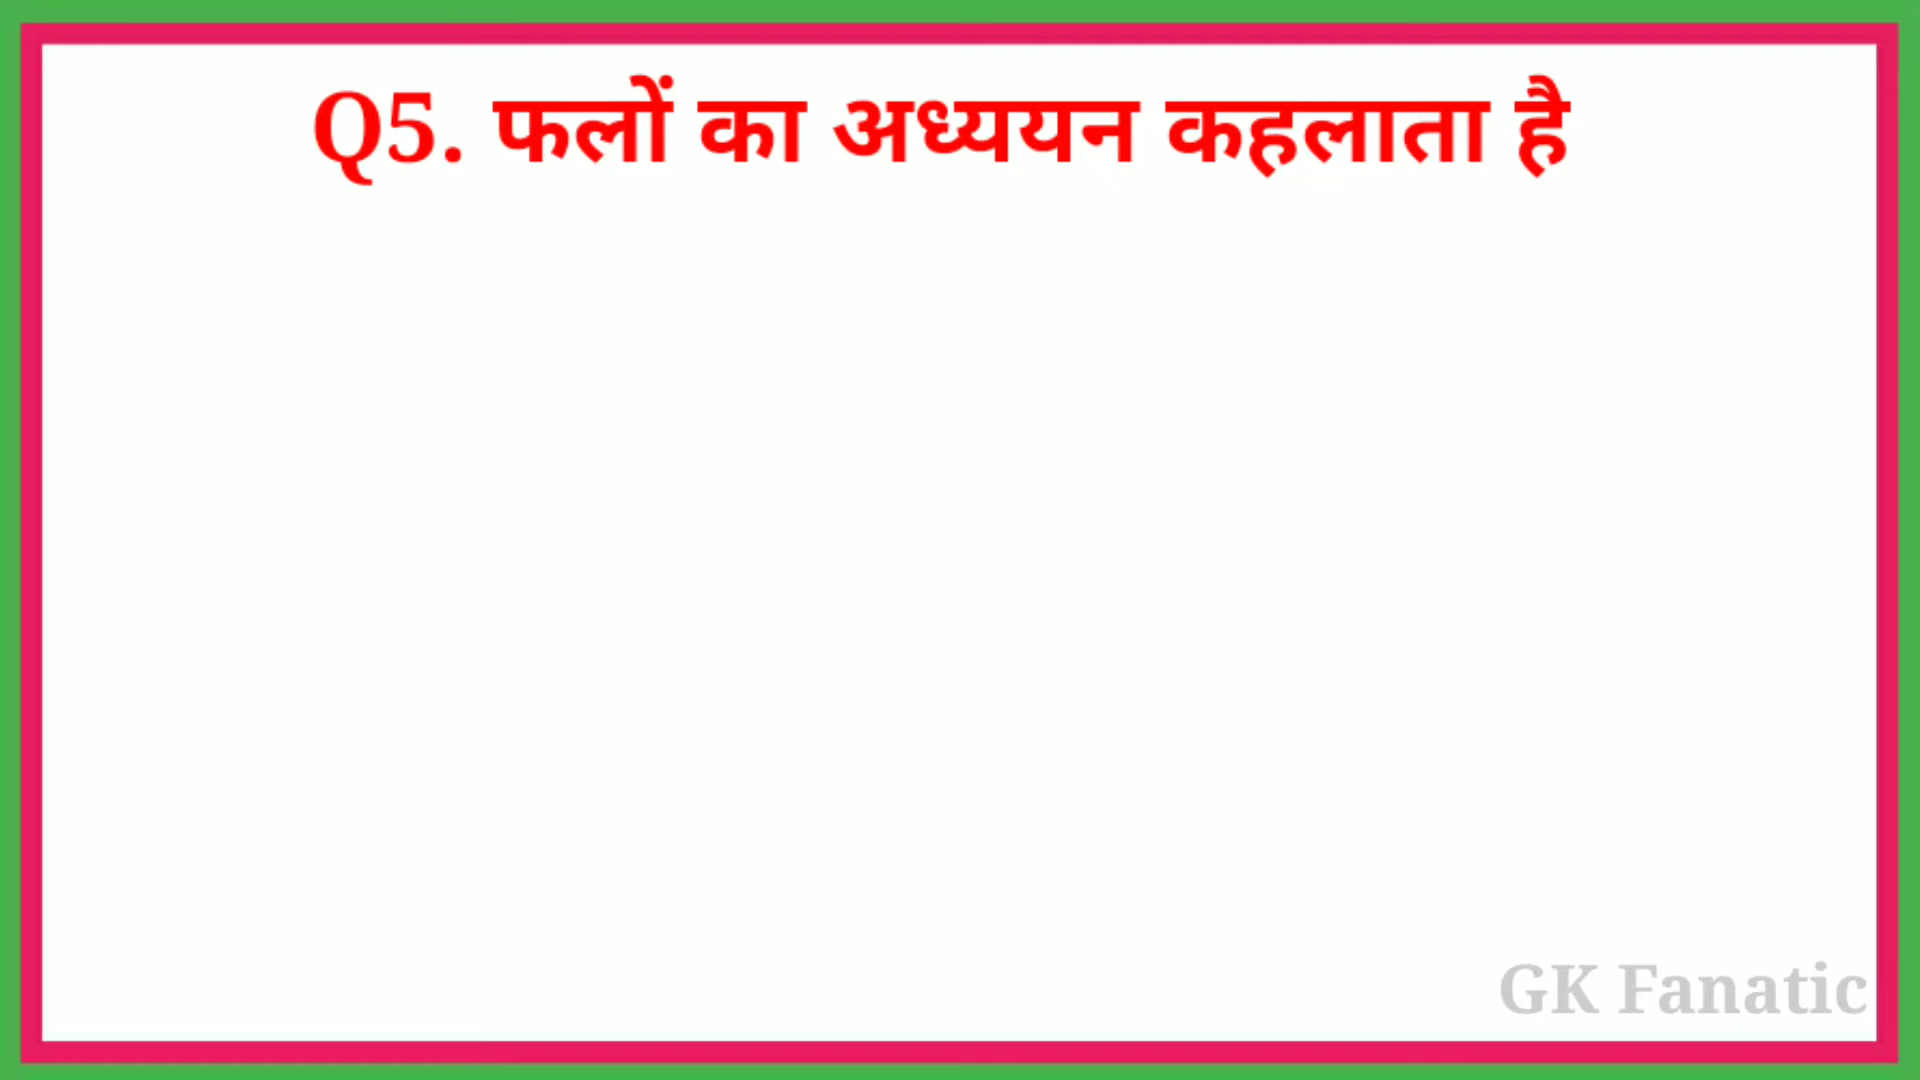 Q5. फलों का अध्ययन कहलाता है
GK Fanatic